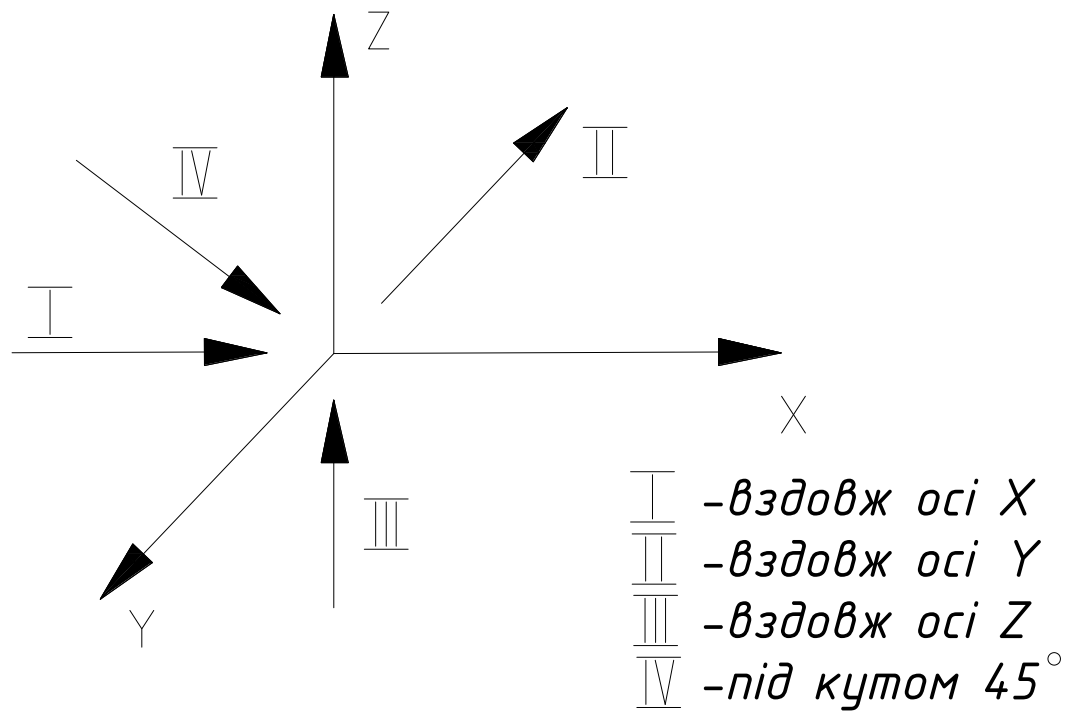 Z
IV
II
I
X
III
Y
I -вздовж осі X
II -вздовж осі Y
III -вздовж осі Z
IV -під кутом 45°